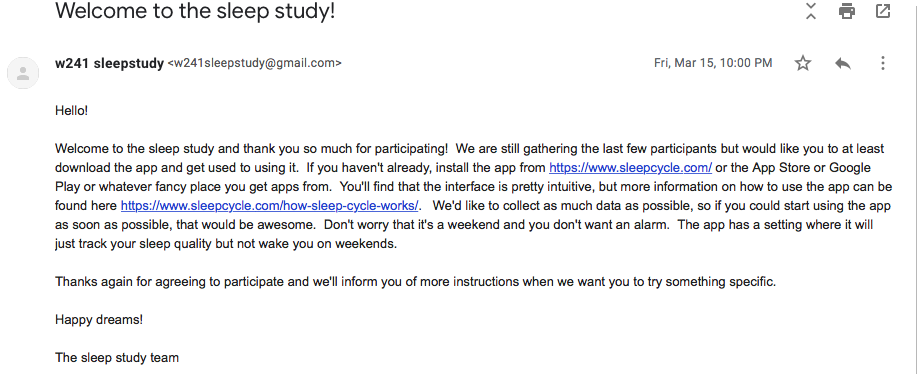 Welcome to the sleep study!
w241 sleepstudy <w241sleepstudy@gmail.com>
Fri, Mar 15, 10:00 PM
Hello!
Welcome to the sleep study and thank you so much for participating!  We are still gathering the last few participants but would like you to at least
download the app and get used to using it.  If you haven't already, install the app from https://www.sleepcycle.com/ or the App Store or Google
Play or whatever fancy place you get apps from.  You'll find that the interface is pretty intuitive, but more information on how to use the app can be
found here https://www.sleepcycle.com/how-sleep-cycle-works/.   We'd like to collect as much data as possible, so if you could start using the app
as soon as possible, that would be awesome.  Don't worry that it's a weekend and you don't want an alarm.  The app has a setting where it will
just track your sleep quality but not wake you on weekends.
Thanks again for agreeing to participate and we'll inform you of more instructions when we want you to try something specific.
Happy dreams!
The sleep study team